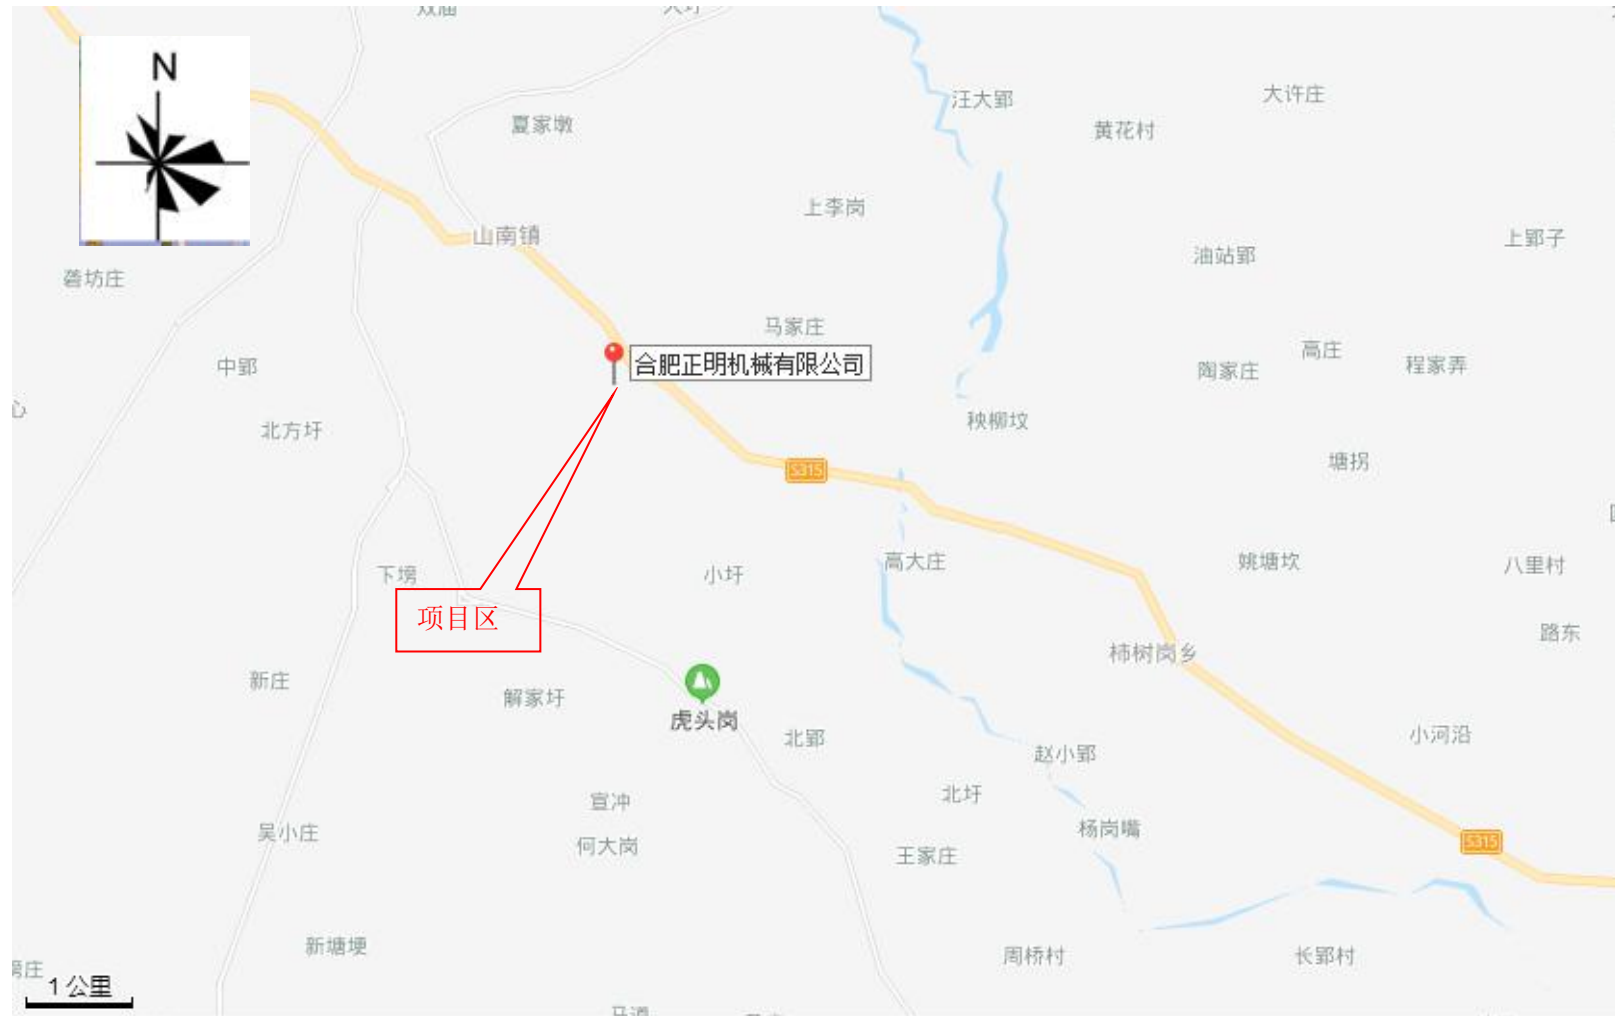 N
汪大郢
大许庄
夏家墩
黄花村
上李岗
山南镇
上郢子
油站郢
砻坊庄
马家庄
高庄
合肥正明机械有限公司
中郢
陶家庄
程家弄
心
秧柳坟
北方圩
塘拐
S315
高大庄
姚塘坎
八里村
下塝
小圩
项目区
路东
柿树岗乡
新庄
解家圩
虎头岗
北郢
小河沿
赵小郢
宣冲
北圩
吴小庄
杨岗嘴
何大岗
S315
王家庄
新塘埂
周桥村
长郢村
1 公里